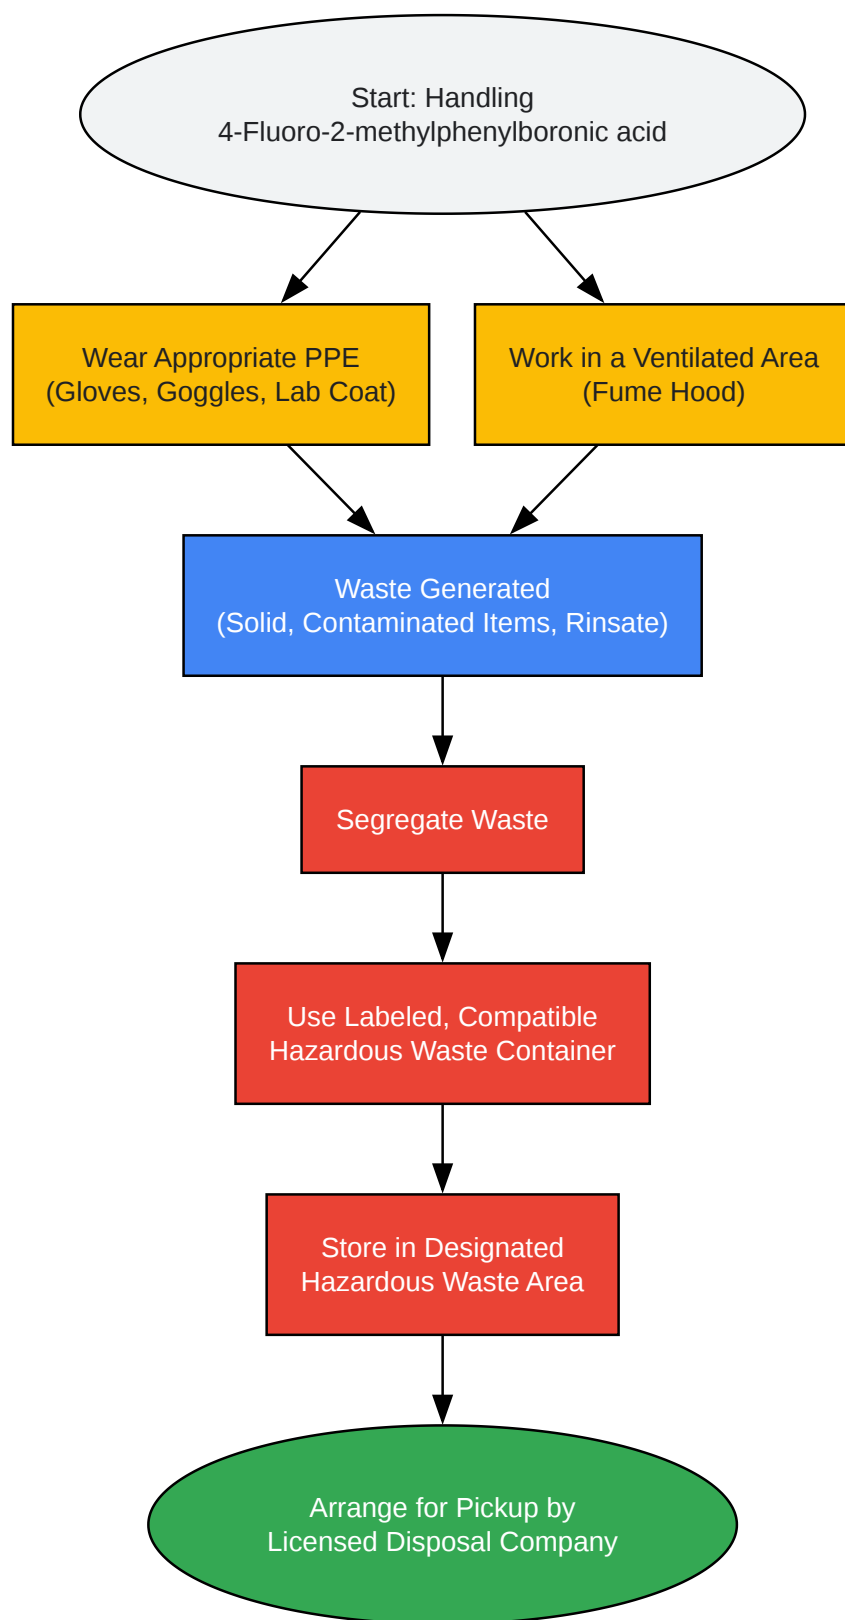 Start: Handling
4-Fluoro-2-methylphenylboronic acid
Wear Appropriate PPE
(Gloves, Goggles, Lab Coat)
Work in a Ventilated Area
(Fume Hood)
Waste Generated
(Solid, Contaminated Items, Rinsate)
Segregate Waste
Use Labeled, Compatible
Hazardous Waste Container
Store in Designated
Hazardous Waste Area
Arrange for Pickup by
Licensed Disposal Company